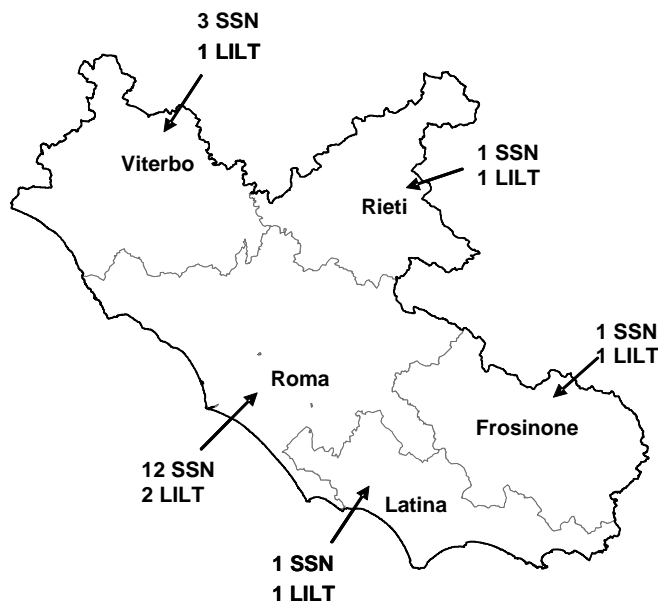 3 SSN
1 LILT
Viterbo
1 SSN
1 LILT
Rieti
1 SSN
1 LILT
Roma
Frosinone
12 SSN
2 LILT
Latina
1 SSN
1 LILT